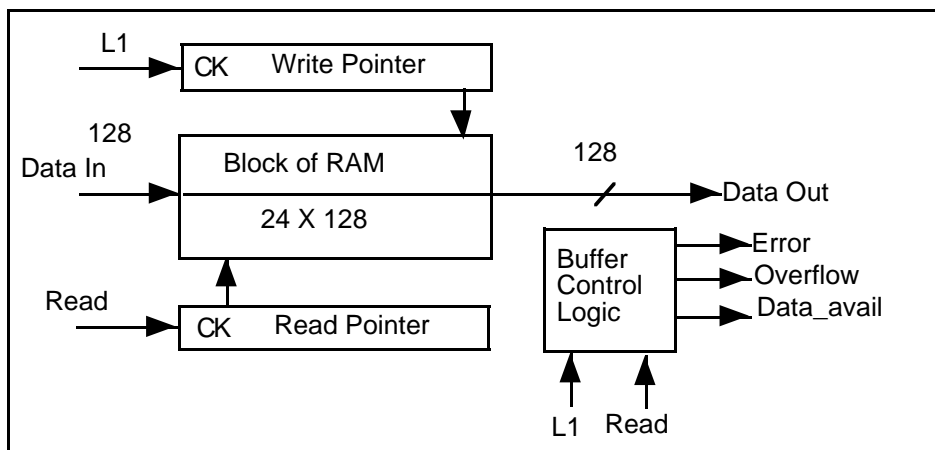 L1
CK Write Pointer
128
Data In
Block of RAM
24 X 128
128
Data Out
Read
CK Read Pointer
Buffer
Control
Logic
Error
Overflow
Data_avail
L1 Read